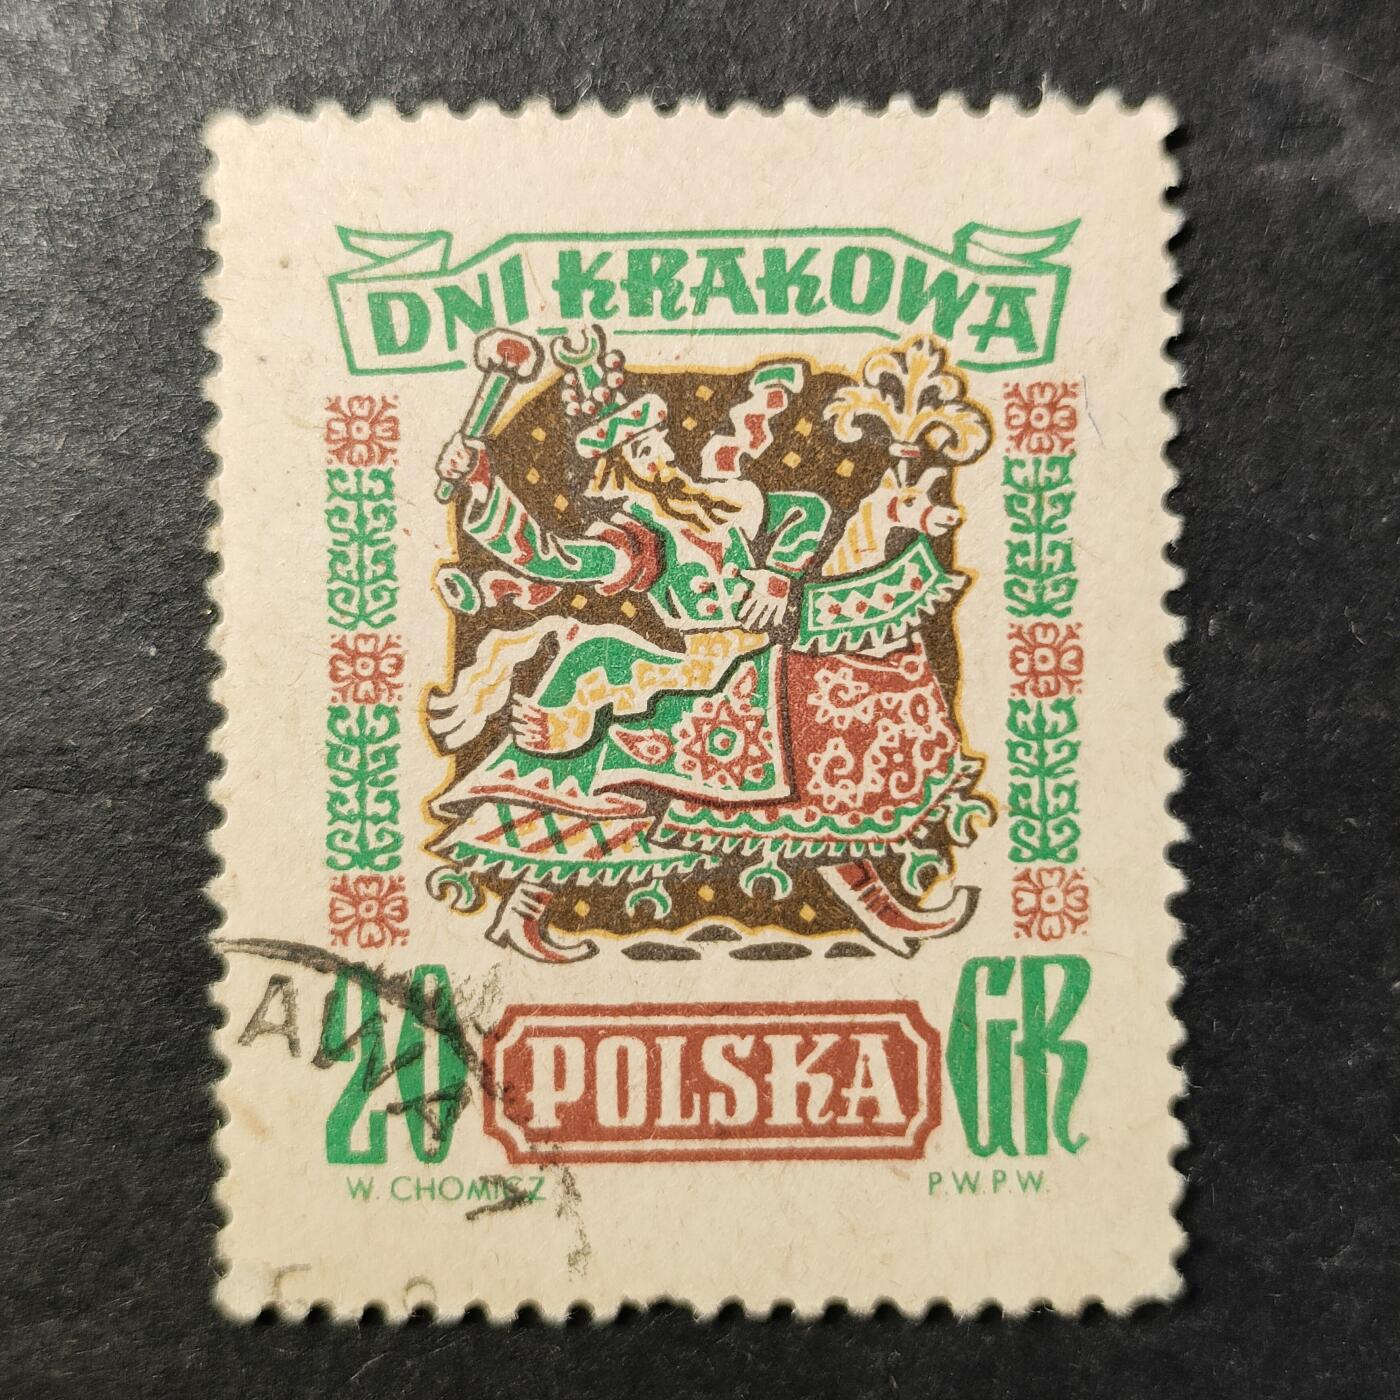 DNI KRAKOWA
20 POLSKA GR
W. CHOMICZ P.W.P.W.